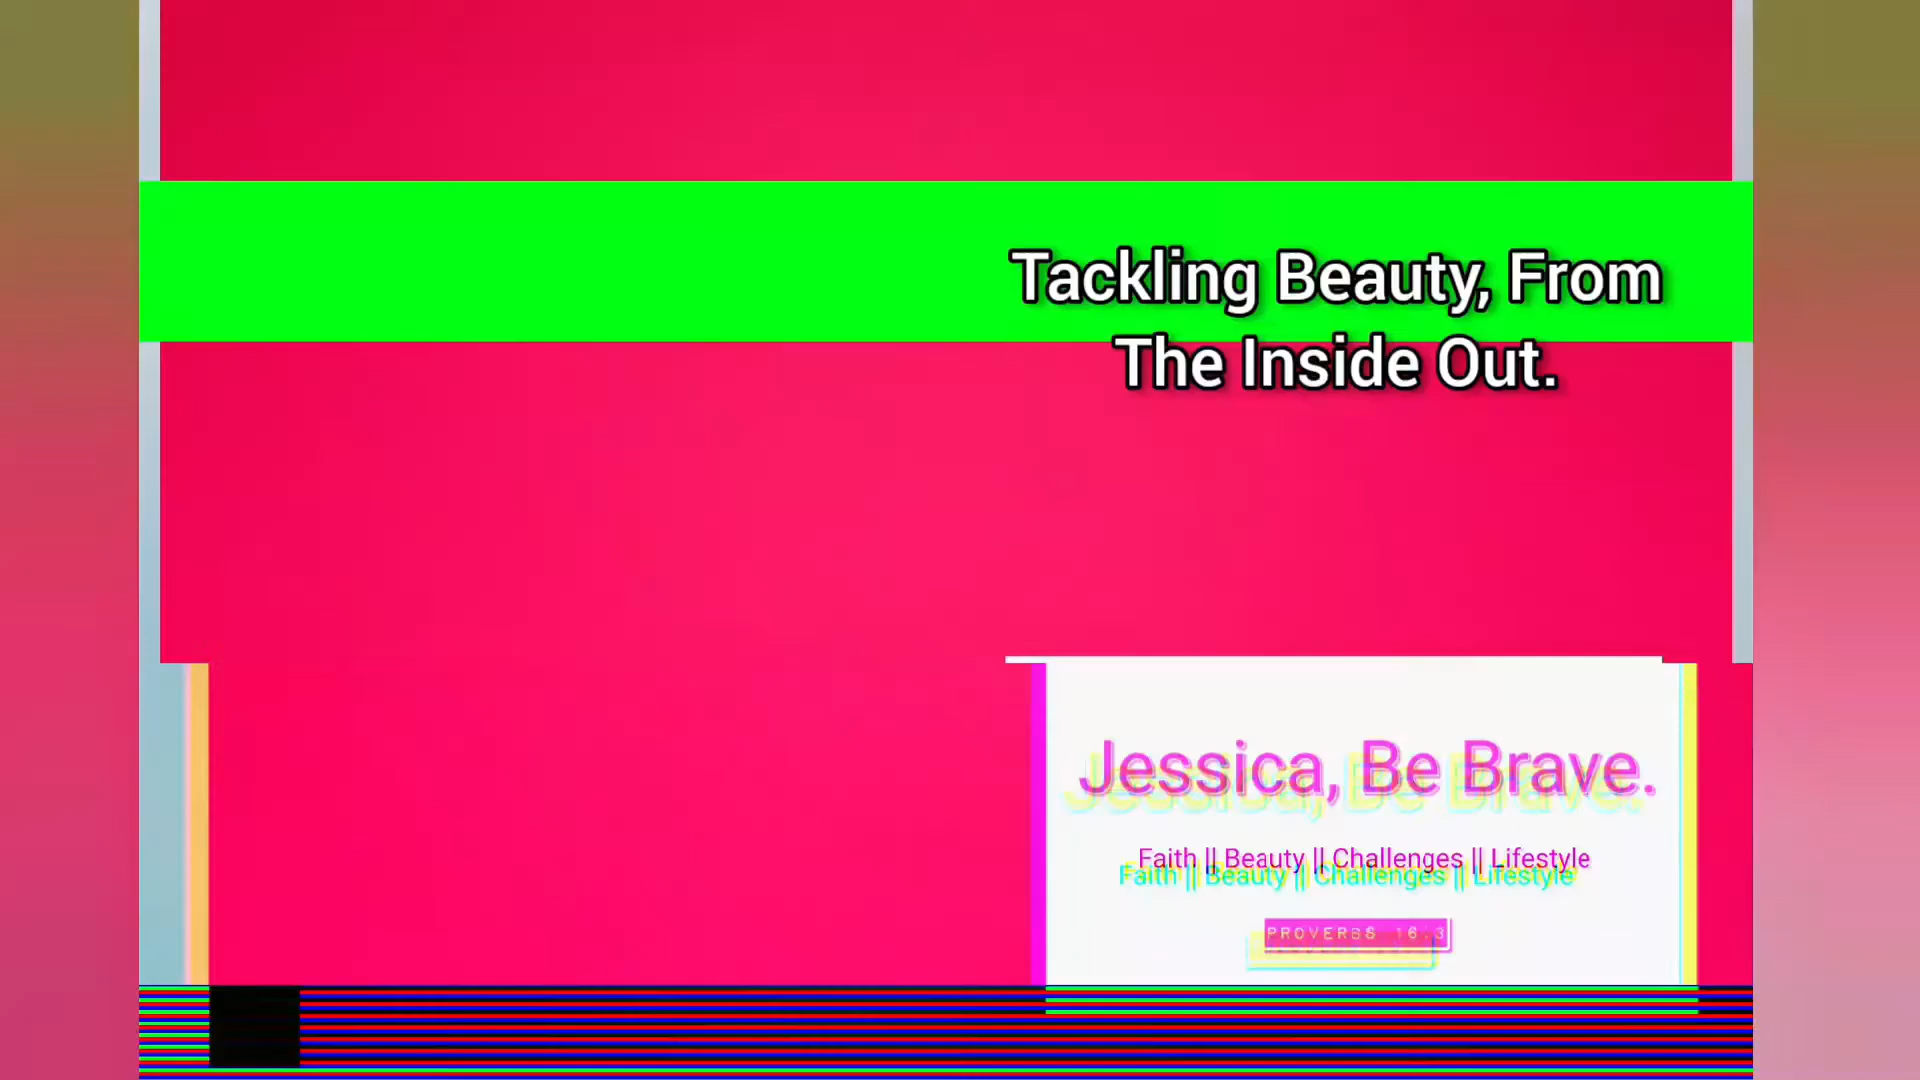 Tackling Beauty, From
The Inside Out.
Jessica, Be Brave.
Faith || Beauty || Challenges || Lifestyle
PROVERBS 16:3